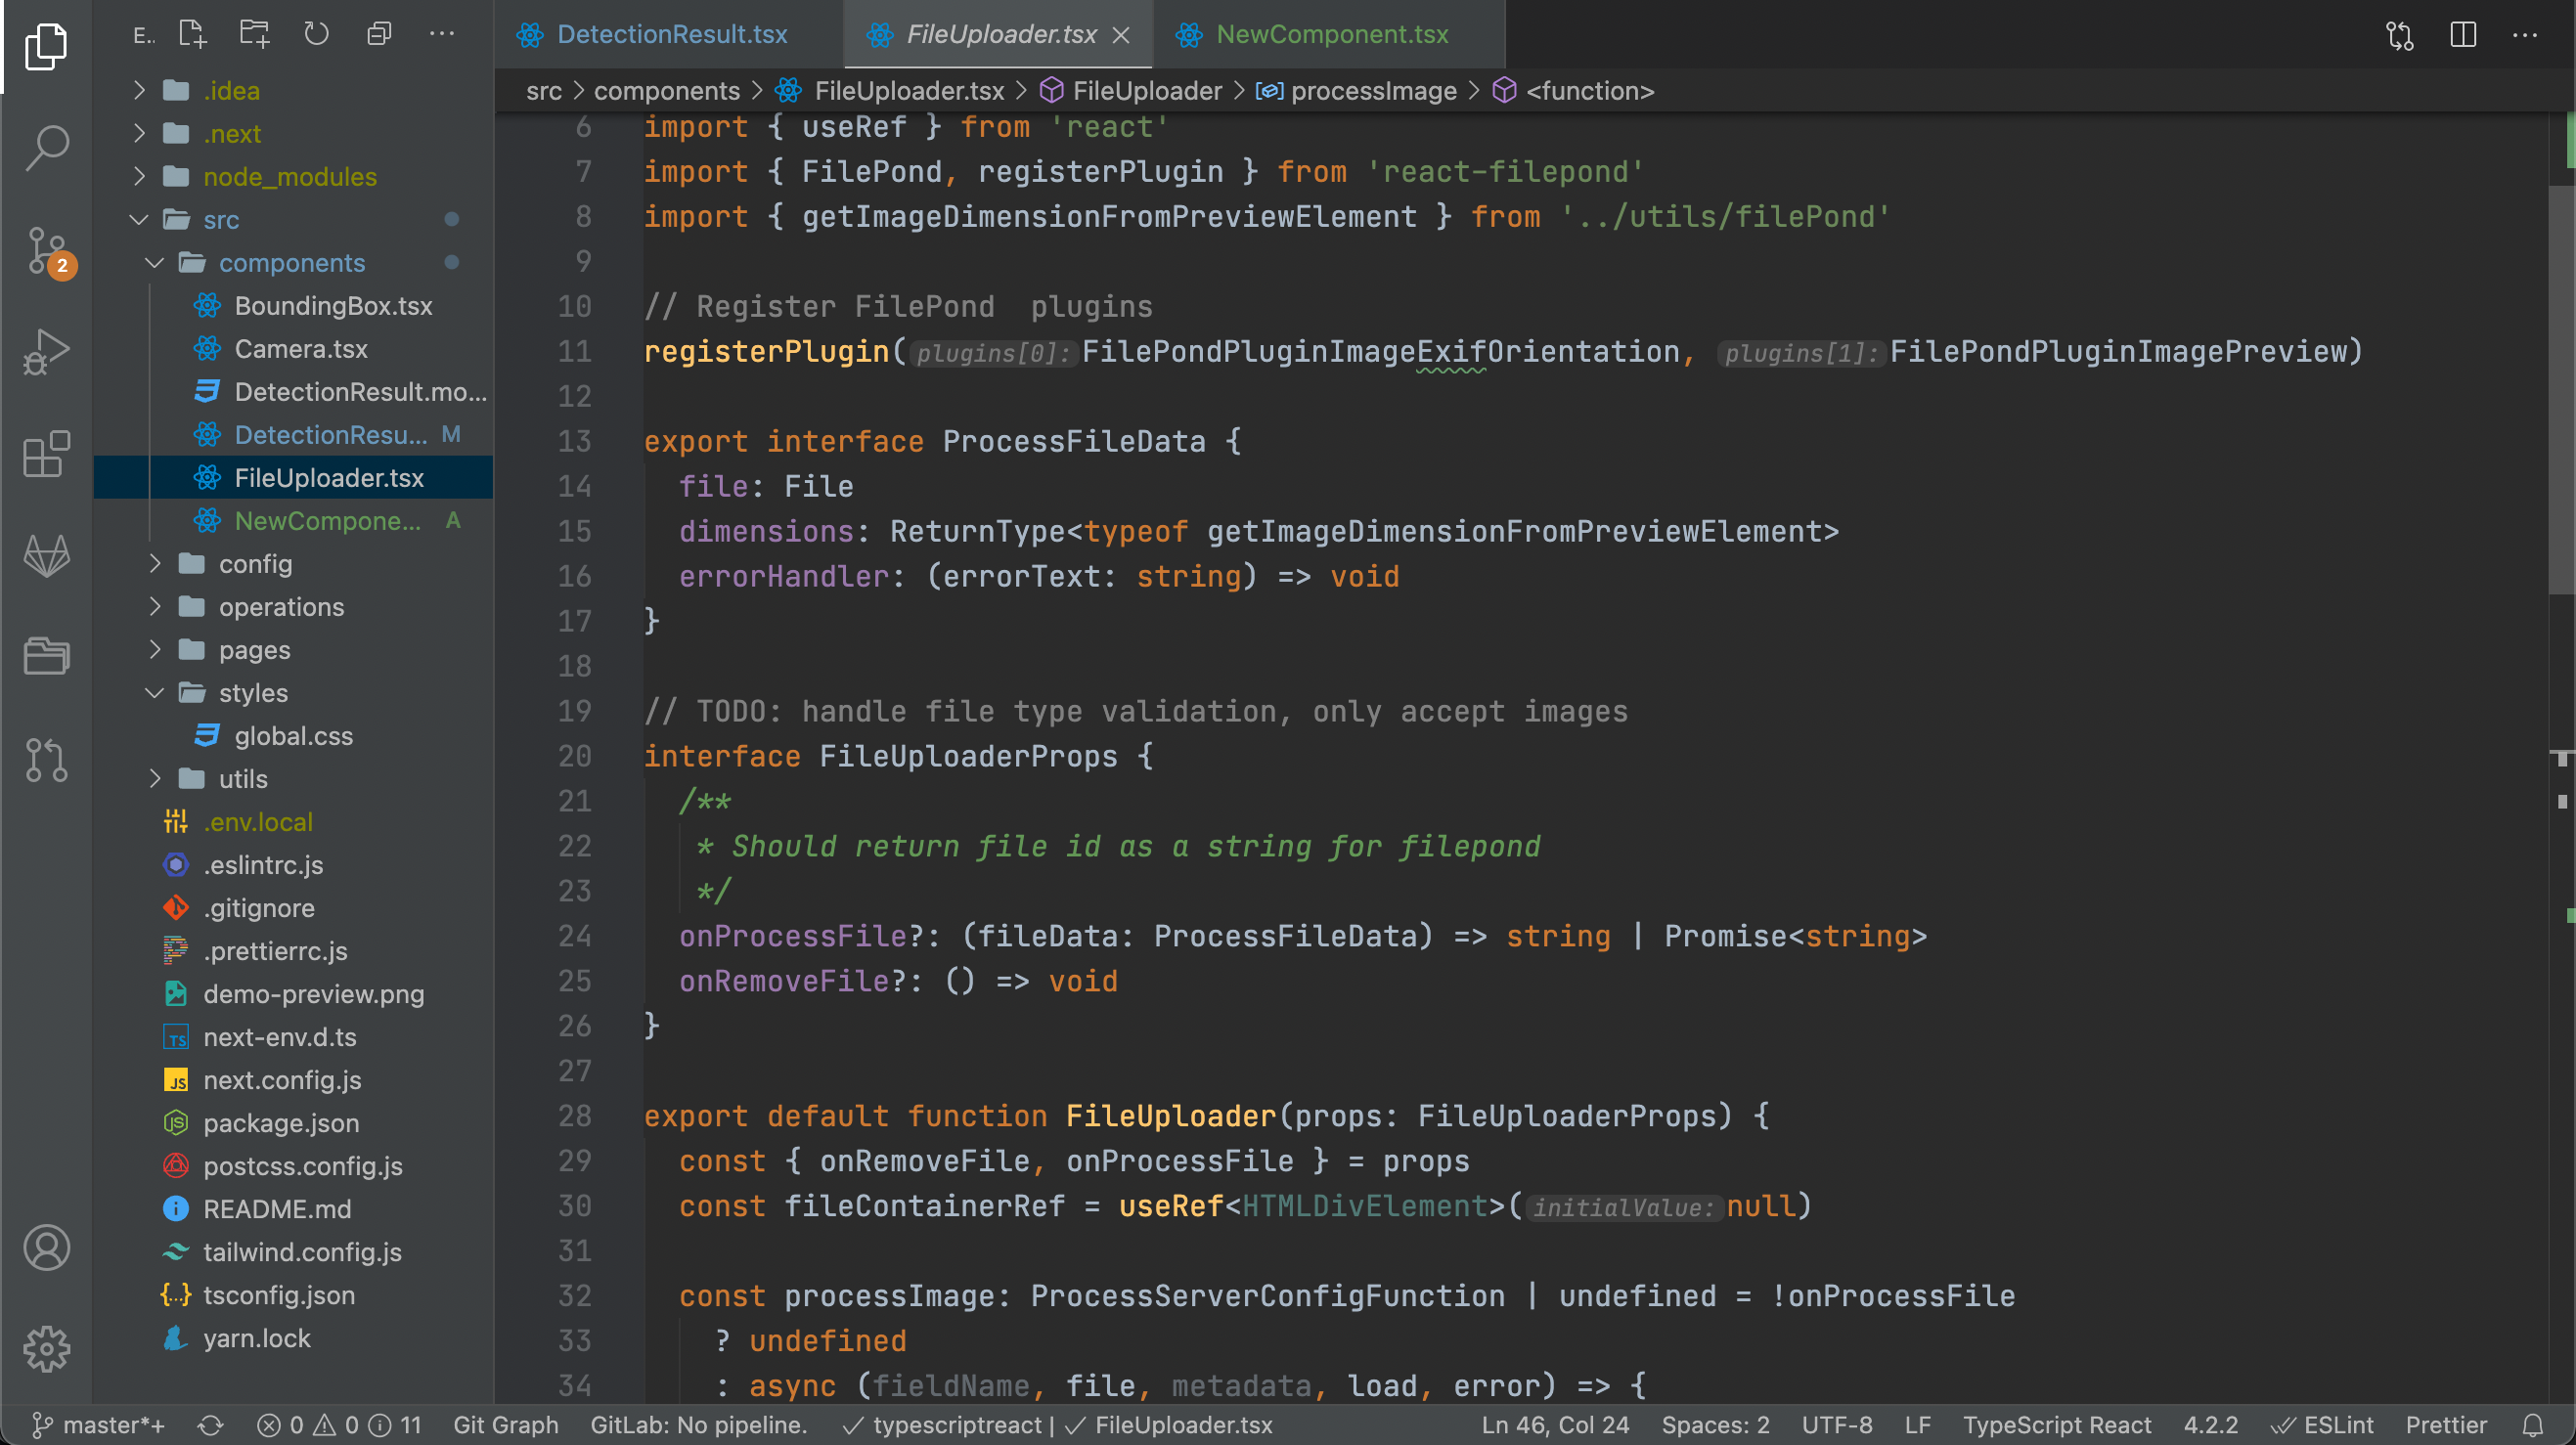 E..
DetectionResult.tsx
FileUploader.tsx
NewComponent.tsx
src > components > FileUploader.tsx > FileUploader > processImage > <function>
.idea
.next
node_modules
src
components
BoundingBox.tsx
Camera.tsx
DetectionResult.mo...
DetectionResu... M
FileUploader.tsx
NewCompone... A
config
operations
pages
styles
global.css
utils
.env.local
.eslintrc.js
.gitignore
.prettierrc.js
demo-preview.png
TS next-env.d.ts
JS next.config.js
package.json
postcss.config.js
README.md
tailwind.config.js
{...} tsconfig.json
yarn.lock
2
6 import { useRef } from 'react'
7 import { FilePond, registerPlugin } from 'react-filepond'
8 import { getImageDimensionFromPreviewElement } from '../utils/filePond'
9
10 // Register FilePond  plugins
11 registerPlugin(plugins[0]:FilePondPluginImageExifOrientation, plugins[1]:FilePondPluginImagePreview)
12
13 export interface ProcessFileData {
14   file: File
15   dimensions: ReturnType<typeof getImageDimensionFromPreviewElement>
16   errorHandler: (errorText: string) => void
17 }
18
19 // TODO: handle file type validation, only accept images
20 interface FileUploaderProps {
21   /**
22    * Should return file id as a string for filepond
23    */
24   onProcessFile?: (fileData: ProcessFileData) => string | Promise<string>
25   onRemoveFile?: () => void
26 }
27
28 export default function FileUploader(props: FileUploaderProps) {
29   const { onRemoveFile, onProcessFile } = props
30   const fileContainerRef = useRef<HTMLDivElement>(initialValue:null)
31
32   const processImage: ProcessServerConfigFunction | undefined = !onProcessFile
33     ? undefined
34     : async (fieldName, file, metadata, load, error) => {
master*+ 0 0 11 Git Graph GitLab: No pipeline. ✓ typescriptreact | ✓ FileUploader.tsx Ln 46, Col 24 Spaces: 2 UTF-8 LF TypeScript React 4.2.2 ESLint Prettier